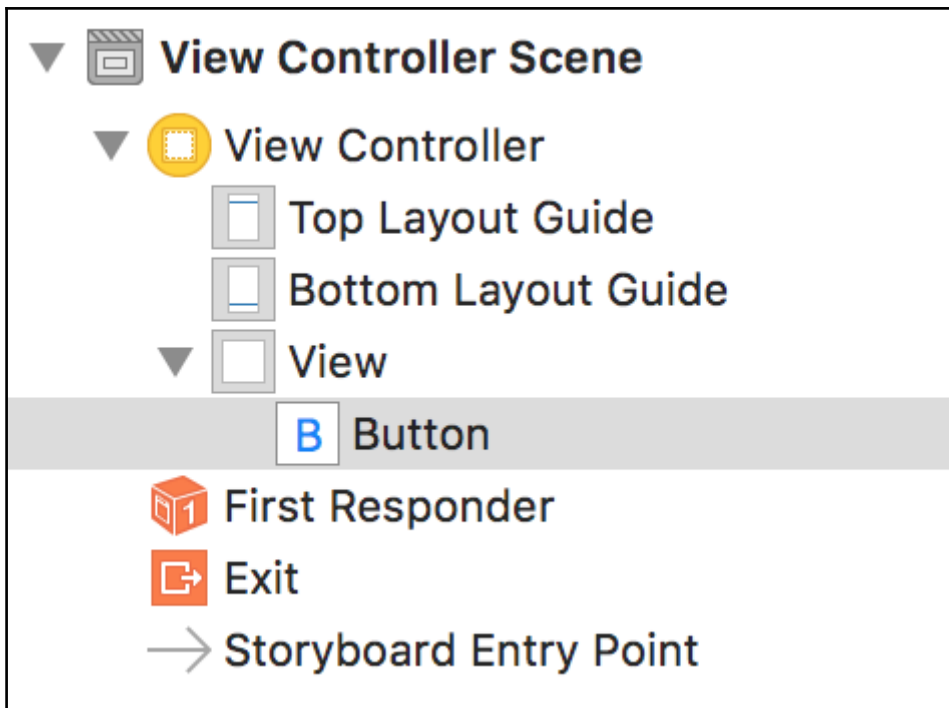 View Controller Scene
View Controller
Top Layout Guide
Bottom Layout Guide
View
B Button
1 First Responder
Exit
Storyboard Entry Point